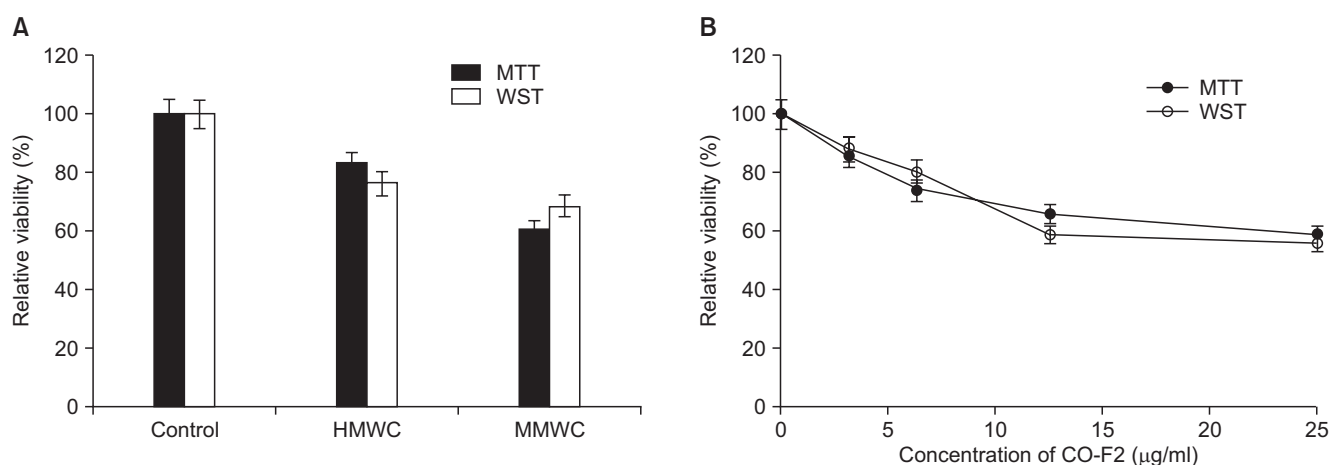 A
Relative viability (%)
120
100
80
60
40
20
0
MTT
WST
Control HMWC MMWC
B
Relative viability (%)
120
100
80
60
40
20
0
MTT
WST
0 5 10 15 20 25
Concentration of CO-F2 (μg/ml)